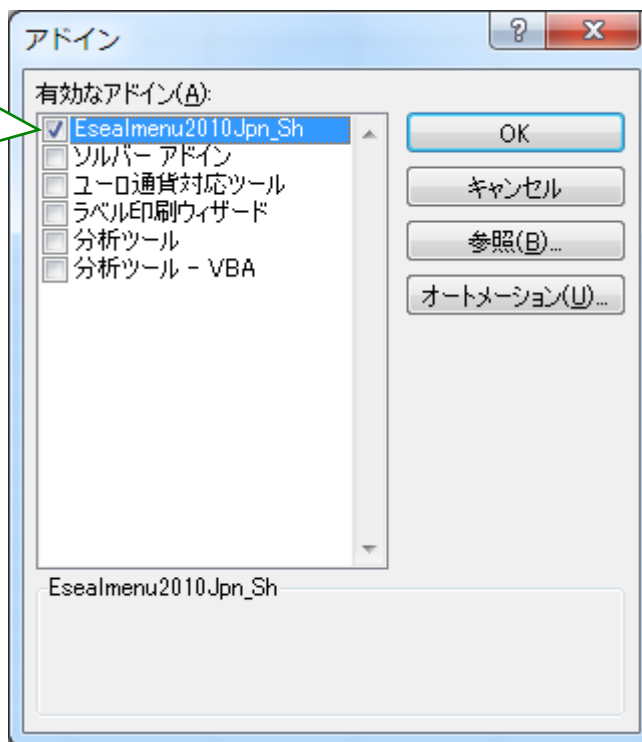 アドイン
有効なアドイン(A):
Esealmenu2010Jpn_Sh
ソルバー アドイン
ユーロ通貨対応ツール
ラベル印刷ウィザード
分析ツール
分析ツール - VBA
OK
キャンセル
参照(B)...
オートメーション(U)...
Esealmenu2010Jpn_Sh